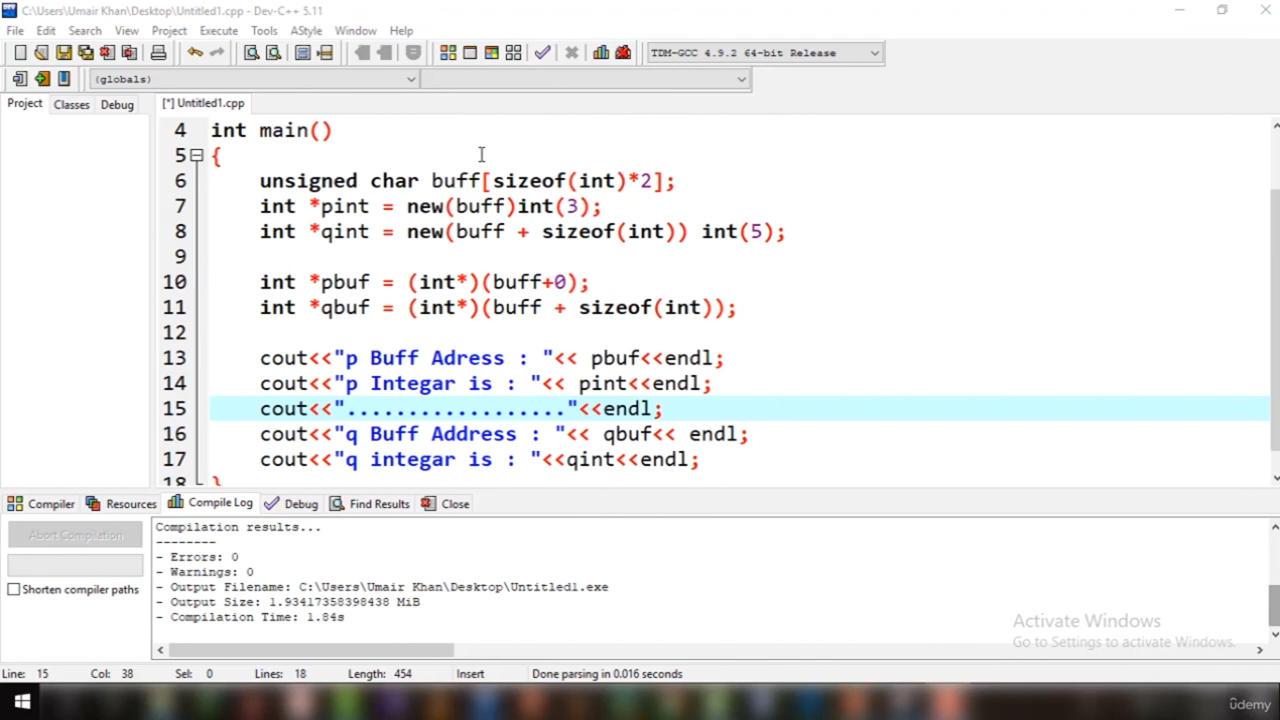 C:\Users\Umair Khan\Desktop\Untitled1.cpp - Dev-C++ 5.11
File Edit Search View Project Execute Tools AStyle Window Help
TDM-GCC 4.9.2 64-bit Release
(globals)
Project Classes Debug [*] Untitled1.cpp
4 int main()
5 {
6 unsigned char buff[sizeof(int)*2];
7 int *pint = new(buff)int(3);
8 int *qint = new(buff + sizeof(int)) int(5);
9
10 int *pbuf = (int*)(buff+0);
11 int *qbuf = (int*)(buff + sizeof(int));
12
13 cout<<"p Buff Adress : "<< pbuf<<endl;
14 cout<<"p Integar is : "<< pint<<endl;
15 cout<<".................."<<endl;
16 cout<<"q Buff Address : "<< qbuf<< endl;
17 cout<<"q integar is : "<<qint<<endl;
18 }
Compiler Resources Compile Log Debug Find Results Close
Abort Compilation
Shorten compiler paths
Compilation results...
--------
- Errors: 0
- Warnings: 0
- Output Filename: C:\Users\Umair Khan\Desktop\Untitled1.exe
- Output Size: 1.93417358398438 MiB
- Compilation Time: 1.84s
Activate Windows
Go to Settings to activate Windows.
Line: 15 Col: 38 Sel: 0 Lines: 18 Length: 454 Insert Done parsing in 0.016 seconds
ûdemy